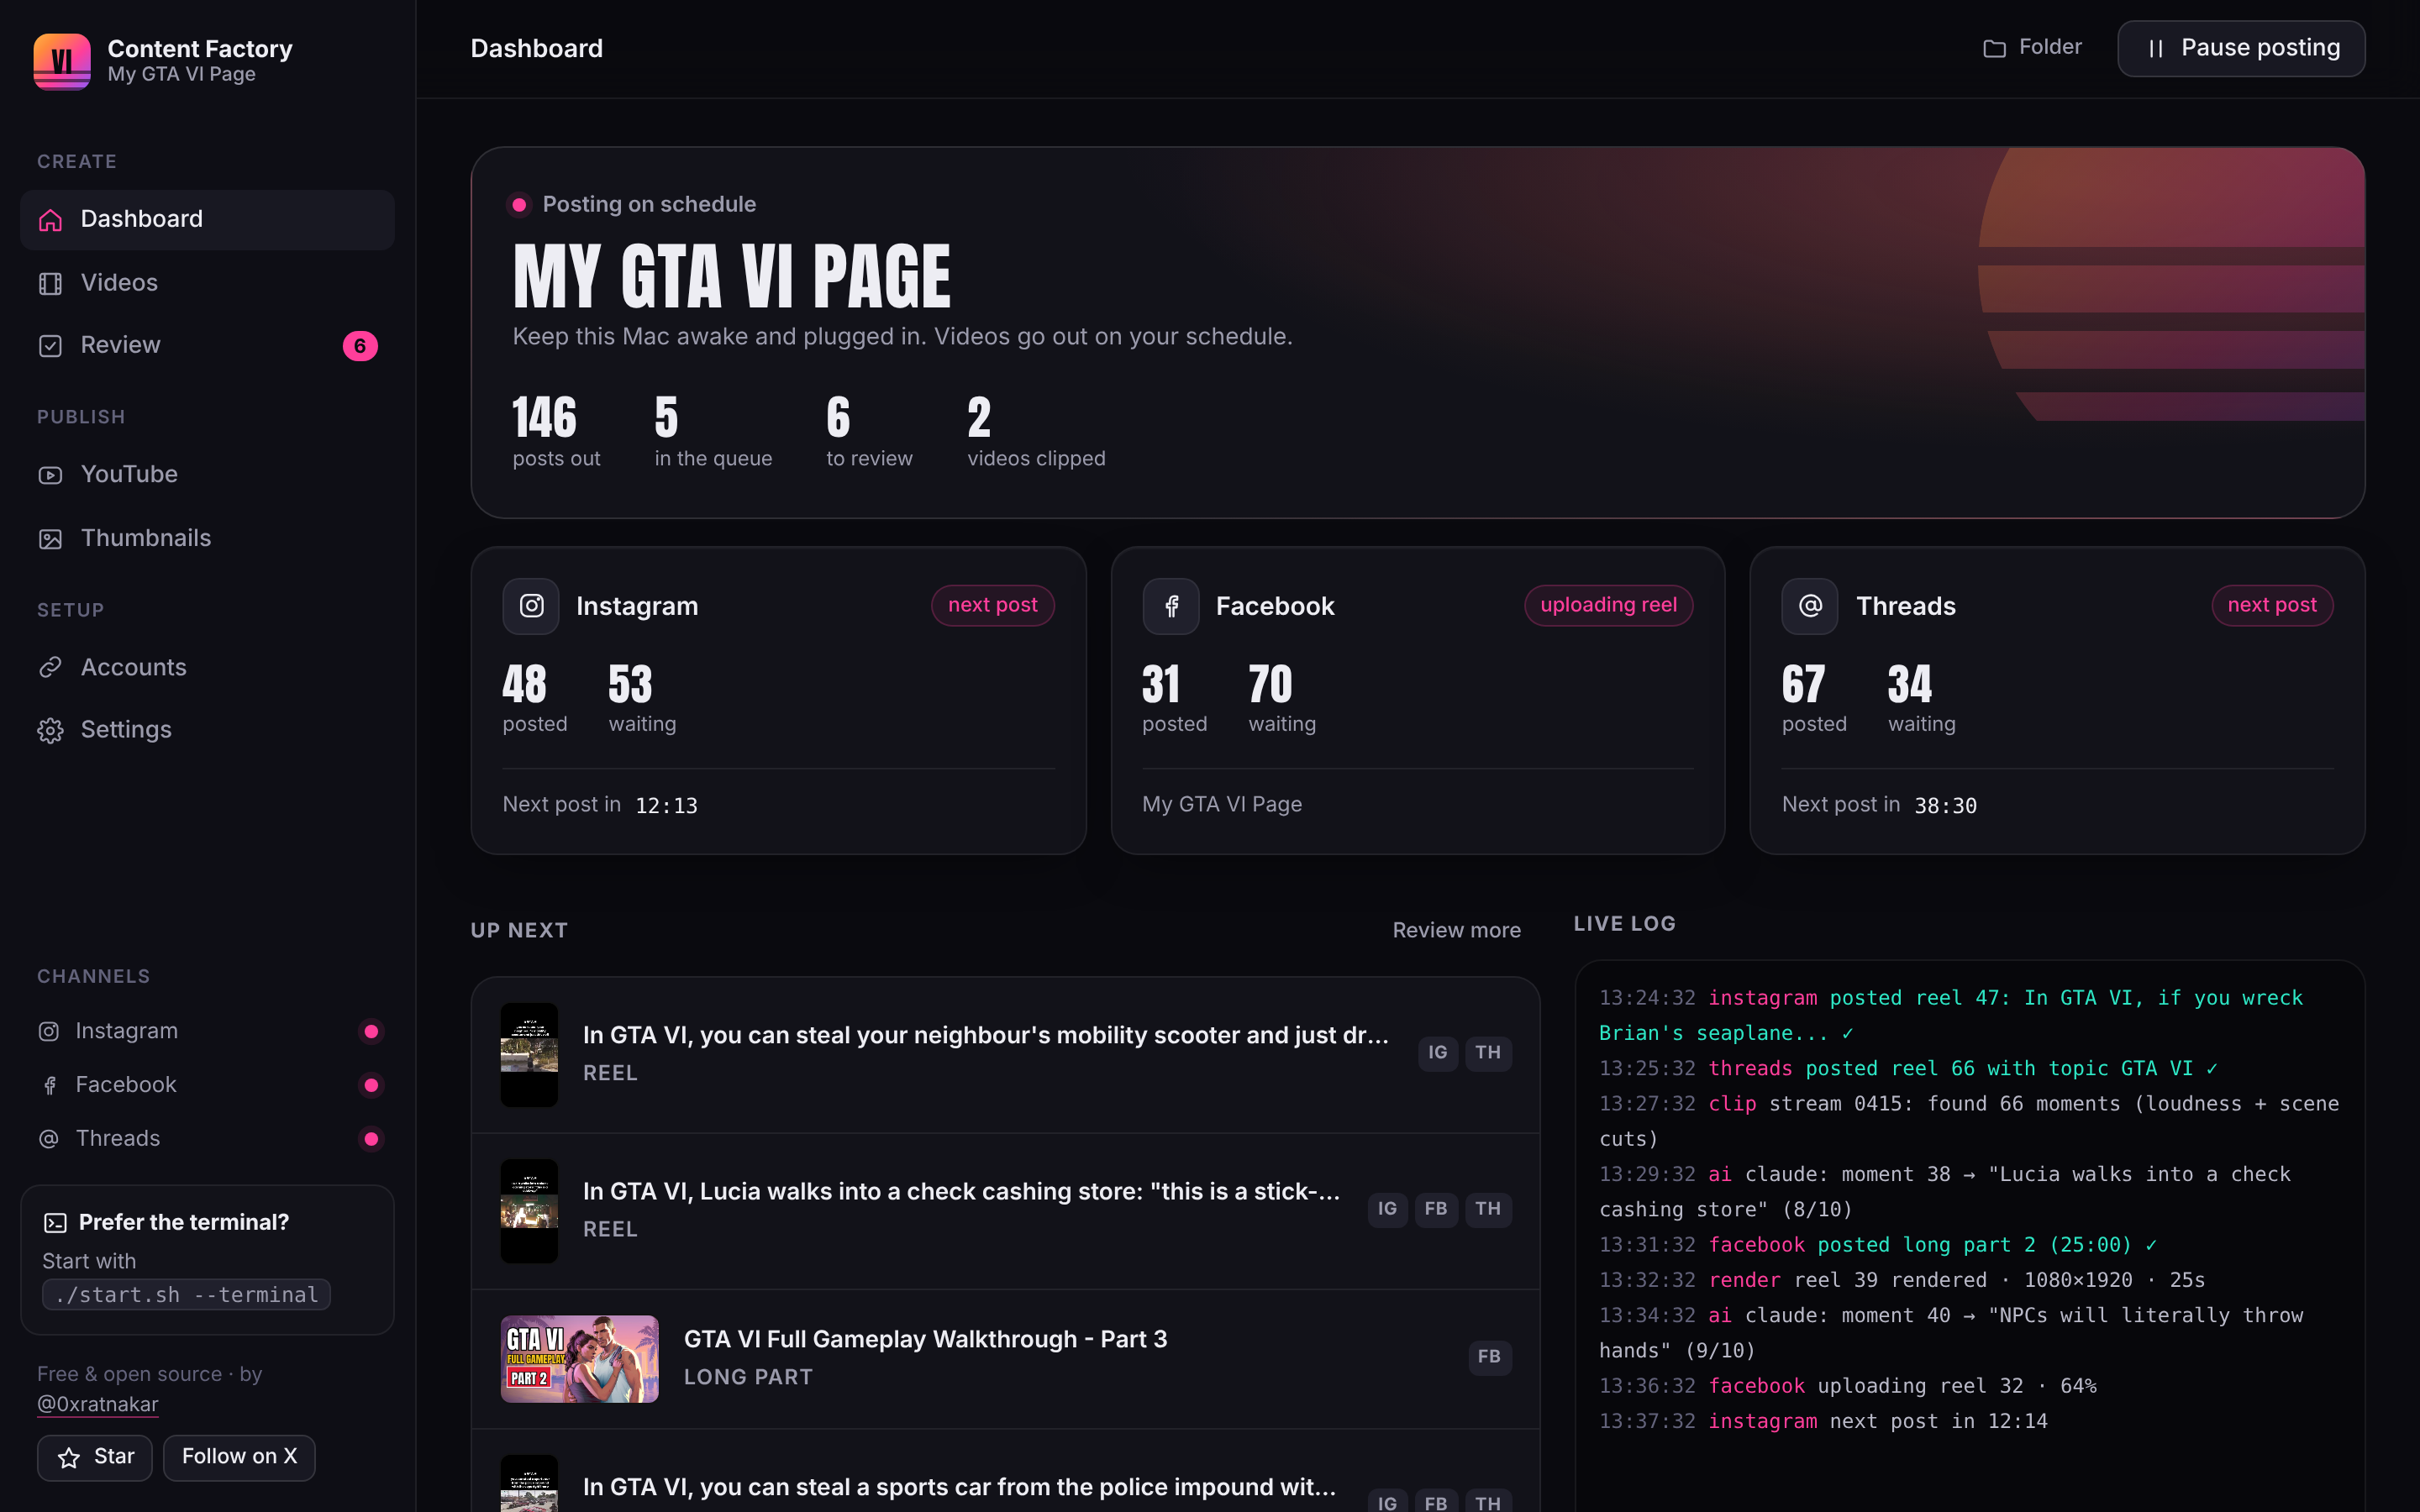 VI
Content Factory
My GTA VI Page
CREATE
Dashboard
Videos
Review
6
PUBLISH
YouTube
Thumbnails
SETUP
Accounts
Settings
CHANNELS
Instagram
Facebook
Threads
Prefer the terminal?
Start with
./start.sh --terminal
Free & open source · by
@0xratnakar
Star
Follow on X
Dashboard
Folder
Pause posting
Posting on schedule
MY GTA VI PAGE
Keep this Mac awake and plugged in. Videos go out on your schedule.
146 5 6 2
posts out in the queue to review videos clipped
Instagram
next post
48 53
posted waiting
Next post in 12:13
Facebook
uploading reel
31 70
posted waiting
My GTA VI Page
Threads
next post
67 34
posted waiting
Next post in 38:30
UP NEXT
Review more
In GTA VI, you can steal your neighbour's mobility scooter and just dr...
REEL
IG TH
In GTA VI, Lucia walks into a check cashing store: "this is a stick-...
REEL
IG FB TH
GTA VI
FULL GAMEPLAY
PART 2
GTA VI Full Gameplay Walkthrough - Part 3
LONG PART
FB
In GTA VI, you can steal a sports car from the police impound wit...
IG FB TH
LIVE LOG
13:24:32 instagram posted reel 47: In GTA VI, if you wreck
Brian's seaplane... ✓
13:25:32 threads posted reel 66 with topic GTA VI ✓
13:27:32 clip stream 0415: found 66 moments (loudness + scene
cuts)
13:29:32 ai claude: moment 38 → "Lucia walks into a check
cashing store" (8/10)
13:31:32 facebook posted long part 2 (25:00) ✓
13:32:32 render reel 39 rendered · 1080×1920 · 25s
13:34:32 ai claude: moment 40 → "NPCs will literally throw
hands" (9/10)
13:36:32 facebook uploading reel 32 · 64%
13:37:32 instagram next post in 12:14